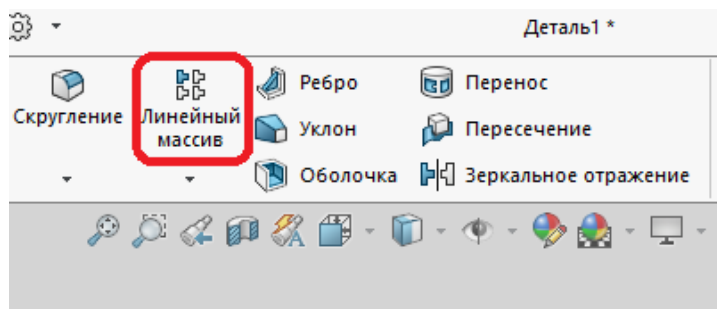 Деталь1 *
Скругление
Линейный
массив
Ребро
Уклон
Оболочка
Перенос
Пересечение
Зеркальное отражение